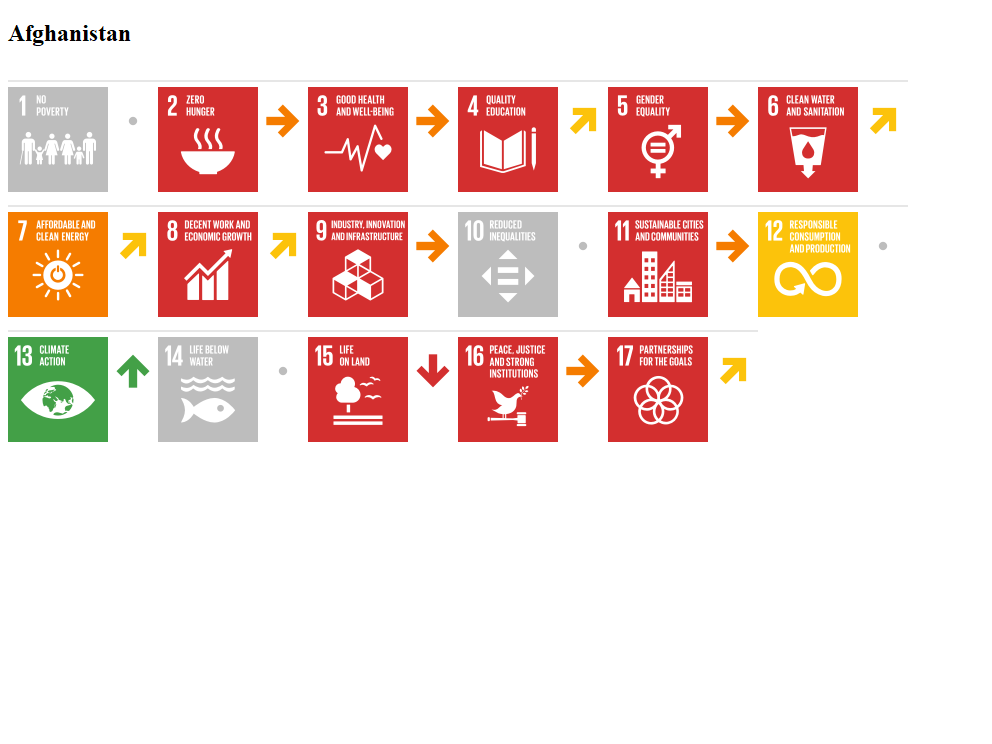 Afghanistan
1 NO
POVERTY
2 ZERO
HUNGER
3 GOOD HEALTH
AND WELL-BEING
4 QUALITY
EDUCATION
5 GENDER
EQUALITY
6 CLEAN WATER
AND SANITATION
7 AFFORDABLE AND
CLEAN ENERGY
8 DECENT WORK AND
ECONOMIC GROWTH
9 INDUSTRY, INNOVATION
AND INFRASTRUCTURE
10 REDUCED
INEQUALITIES
11 SUSTAINABLE CITIES
AND COMMUNITIES
12 RESPONSIBLE
CONSUMPTION
AND PRODUCTION
13 CLIMATE
ACTION
14 LIFE BELOW
WATER
15 LIFE
ON LAND
16 PEACE, JUSTICE
AND STRONG
INSTITUTIONS
17 PARTNERSHIPS
FOR THE GOALS